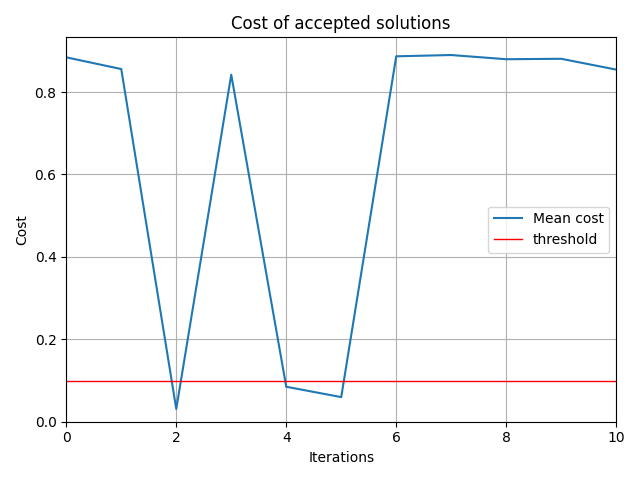 Cost of accepted solutions
Cost
0.8
0.6
0.4
0.2
0.0
Mean cost
threshold
0 2 4 6 8 10
Iterations